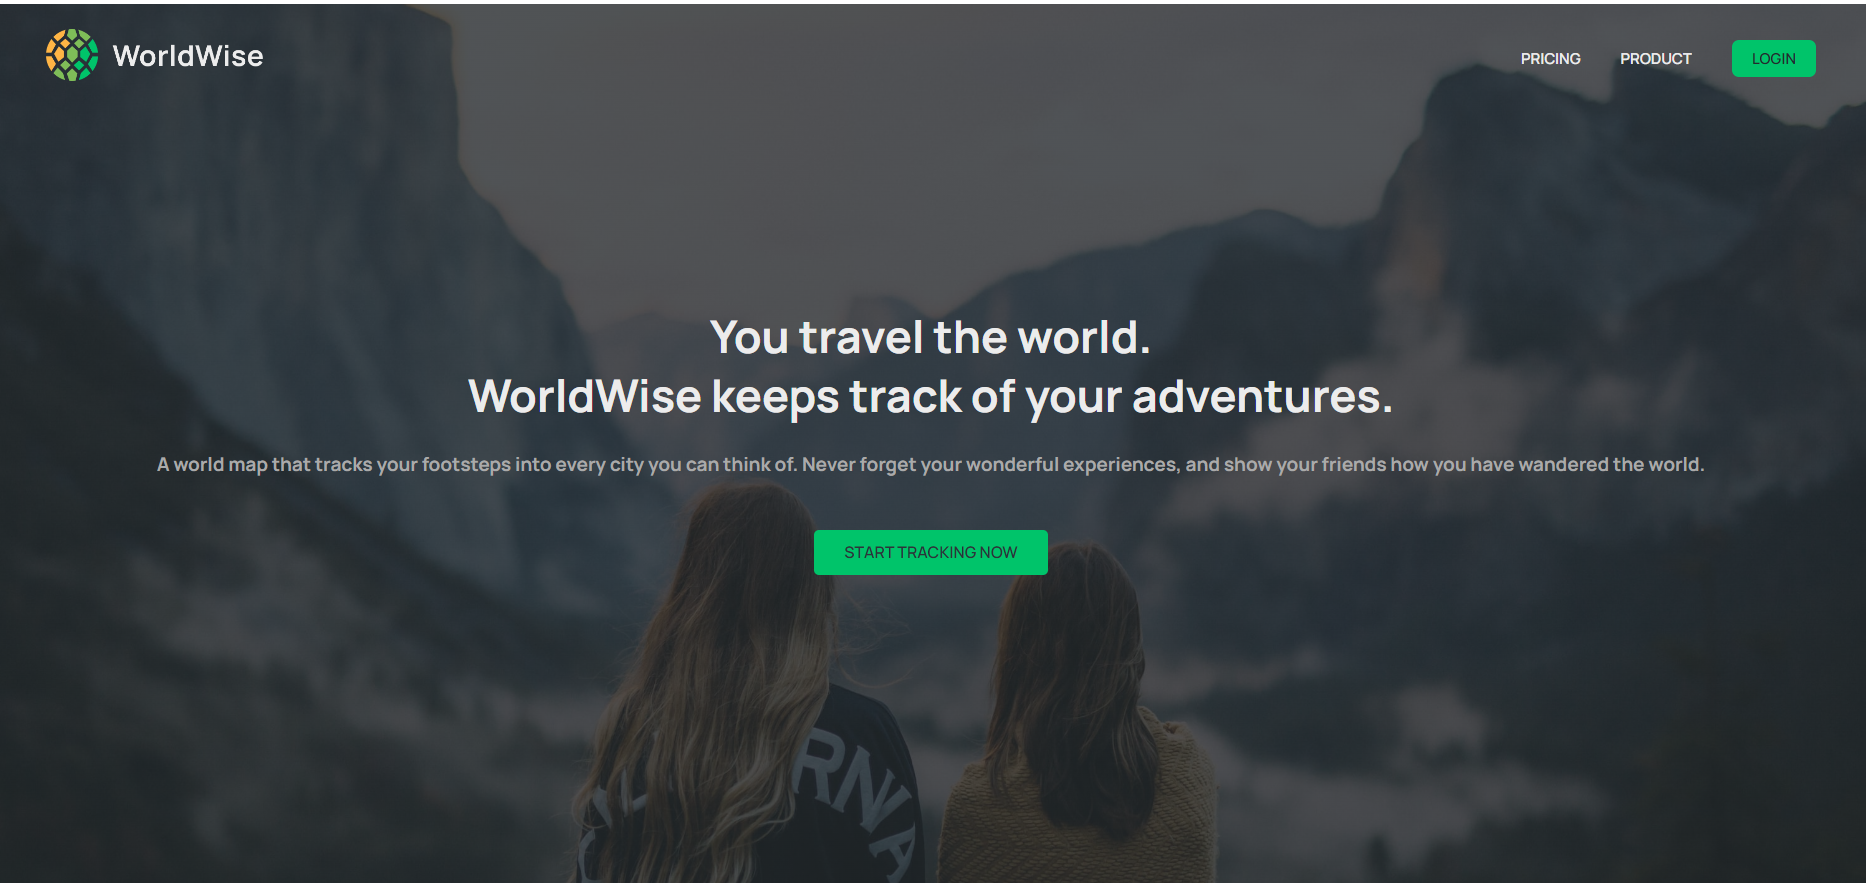 WorldWise
PRICING PRODUCT LOGIN
You travel the world.
WorldWise keeps track of your adventures.
A world map that tracks your footsteps into every city you can think of. Never forget your wonderful experiences, and show your friends how you have wandered the world.
START TRACKING NOW